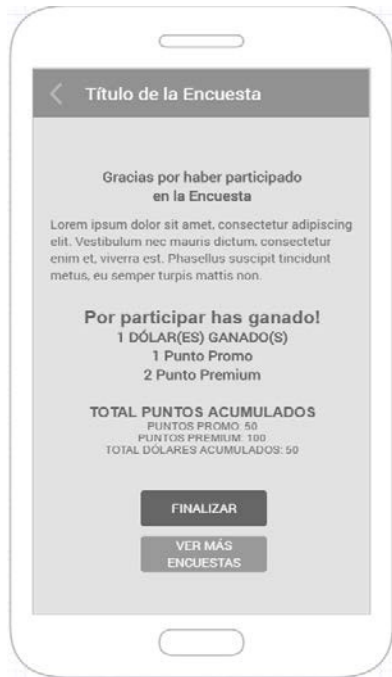 Título de la Encuesta
Gracias por haber participado
en la Encuesta
Lorem ipsum dolor sit amet, consectetur adipiscing
elit. Vestibulum nec mauris dictum, consectetur
enim et, viverra est. Phasellus suscipit tincidunt
metus, eu semper turpis mattis non.
Por participar has ganado!
1 DÓLAR(ES) GANADO(S)
1 Punto Promo
2 Punto Premium
TOTAL PUNTOS ACUMULADOS
PUNTOS PROMO: 50
PUNTOS PREMIUM: 100
TOTAL DÓLARES ACUMULADOS: 50
FINALIZAR
VER MÁS
ENCUESTAS